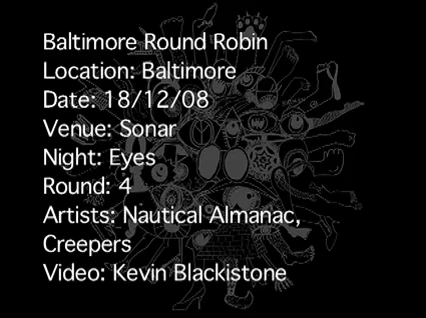 Baltimore Round Robin
Location: Baltimore
Date: 18/12/08
Venue: Sonar
Night: Eyes
Round: 4
Artists: Nautical Almanac,
Creepers
Video: Kevin Blackistone